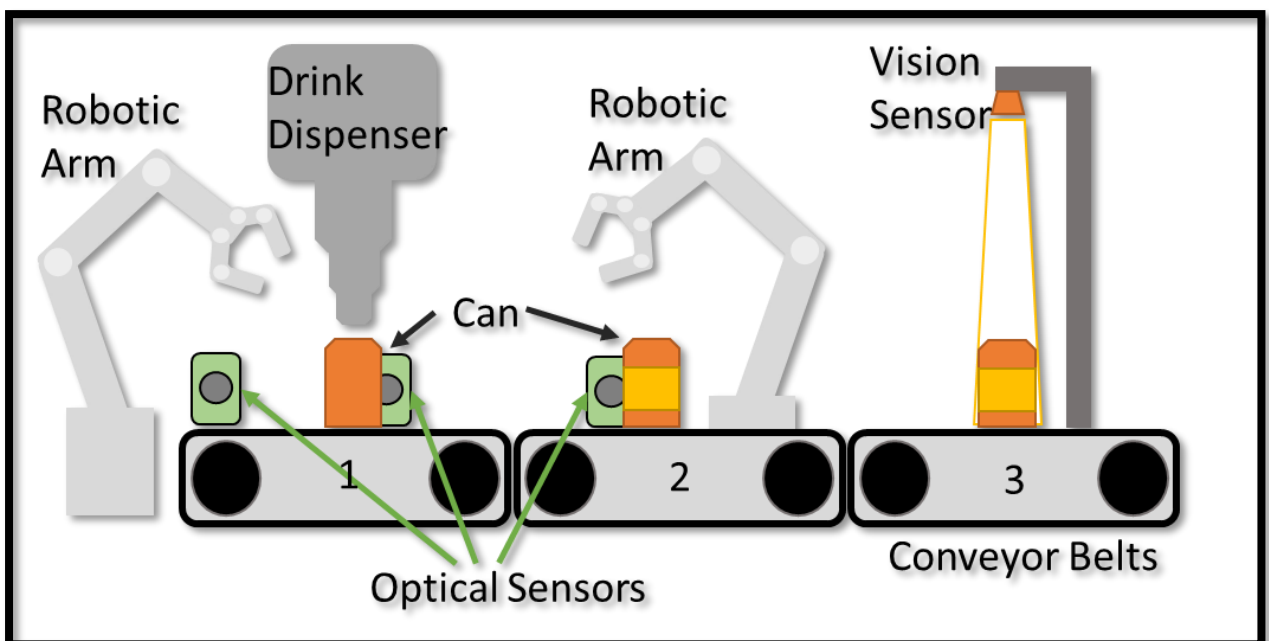 Robotic
Arm
Drink
Dispenser
Robotic
Arm
Vision
Sensor
Can
1
2
3
Conveyor Belts
Optical Sensors